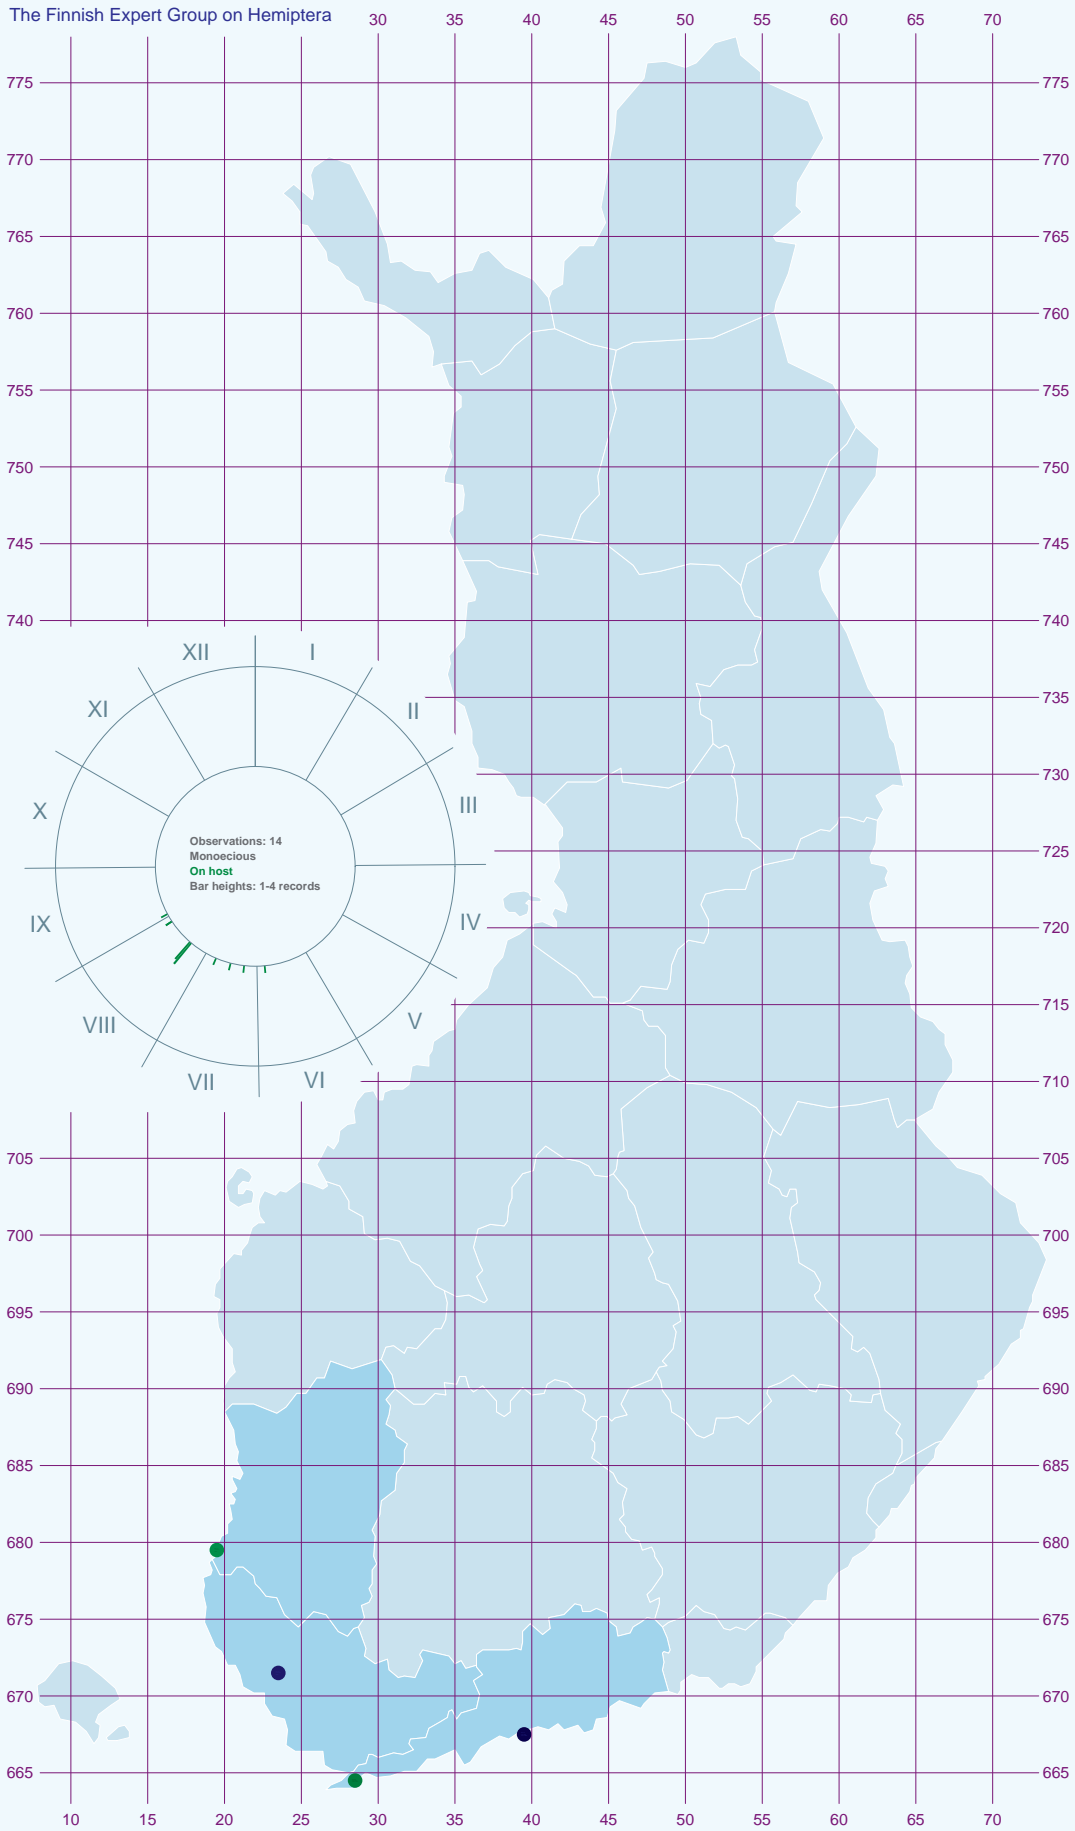 The Finnish Expert Group on Hemiptera
30 40 45 50 55 60 65 70
775 775
770 770
765 765
760 760
755 755
750 750
745 745
740 740
XII I
XI II
735
730
X III
Observations: 14
Monoecious
On host
Bar heights: 1-4 records
725
IX IV
720
715
VIII V
VII VI
710
705 705
700 700
695 695
690 690
685 685
680 680
675 675
670 670
665 665
10 15 20 25 30 35 40 45 50 55 60 65 70